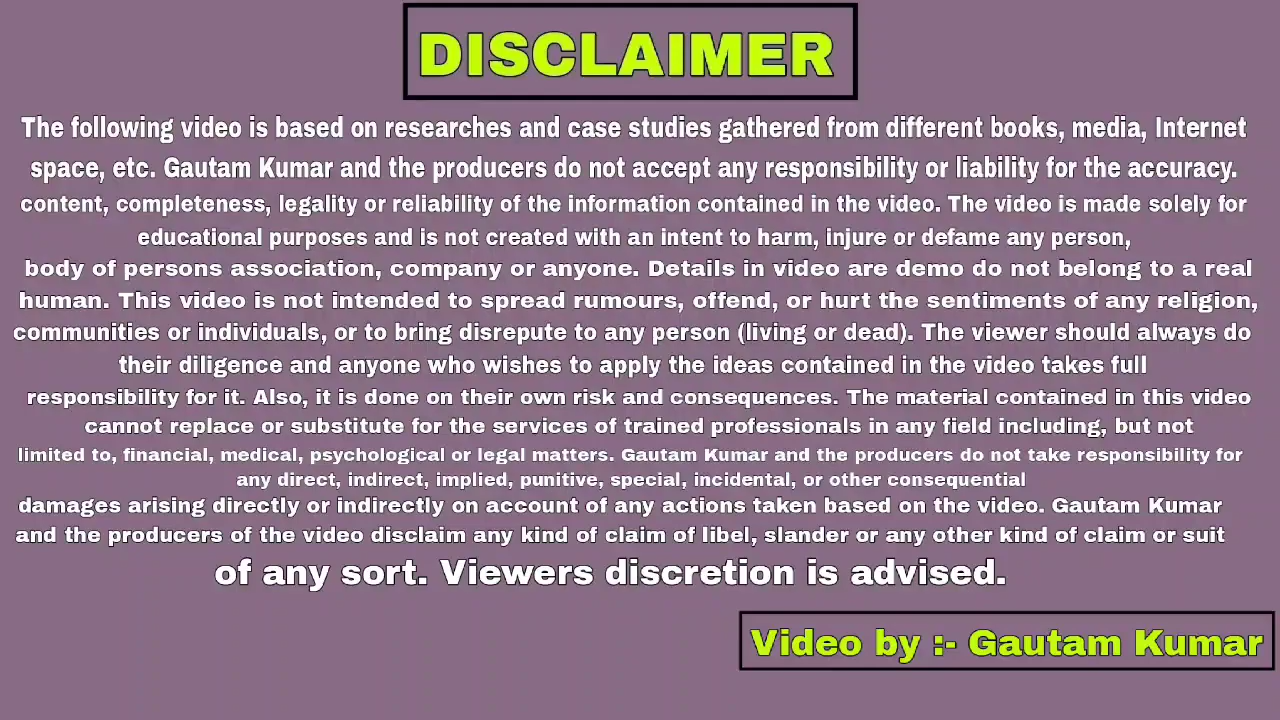 DISCLAIMER
The following video is based on researches and case studies gathered from different books, media, Internet
space, etc. Gautam Kumar and the producers do not accept any responsibility or liability for the accuracy.
content, completeness, legality or reliability of the information contained in the video. The video is made solely for
educational purposes and is not created with an intent to harm, injure or defame any person,
body of persons association, company or anyone. Details in video are demo do not belong to a real
human. This video is not intended to spread rumours, offend, or hurt the sentiments of any religion,
communities or individuals, or to bring disrepute to any person (living or dead). The viewer should always do
their diligence and anyone who wishes to apply the ideas contained in the video takes full
responsibility for it. Also, it is done on their own risk and consequences. The material contained in this video
cannot replace or substitute for the services of trained professionals in any field including, but not
limited to, financial, medical, psychological or legal matters. Gautam Kumar and the producers do not take responsibility for
any direct, indirect, implied, punitive, special, incidental, or other consequential
damages arising directly or indirectly on account of any actions taken based on the video. Gautam Kumar
and the producers of the video disclaim any kind of claim of libel, slander or any other kind of claim or suit
of any sort. Viewers discretion is advised.
Video by :- Gautam Kumar